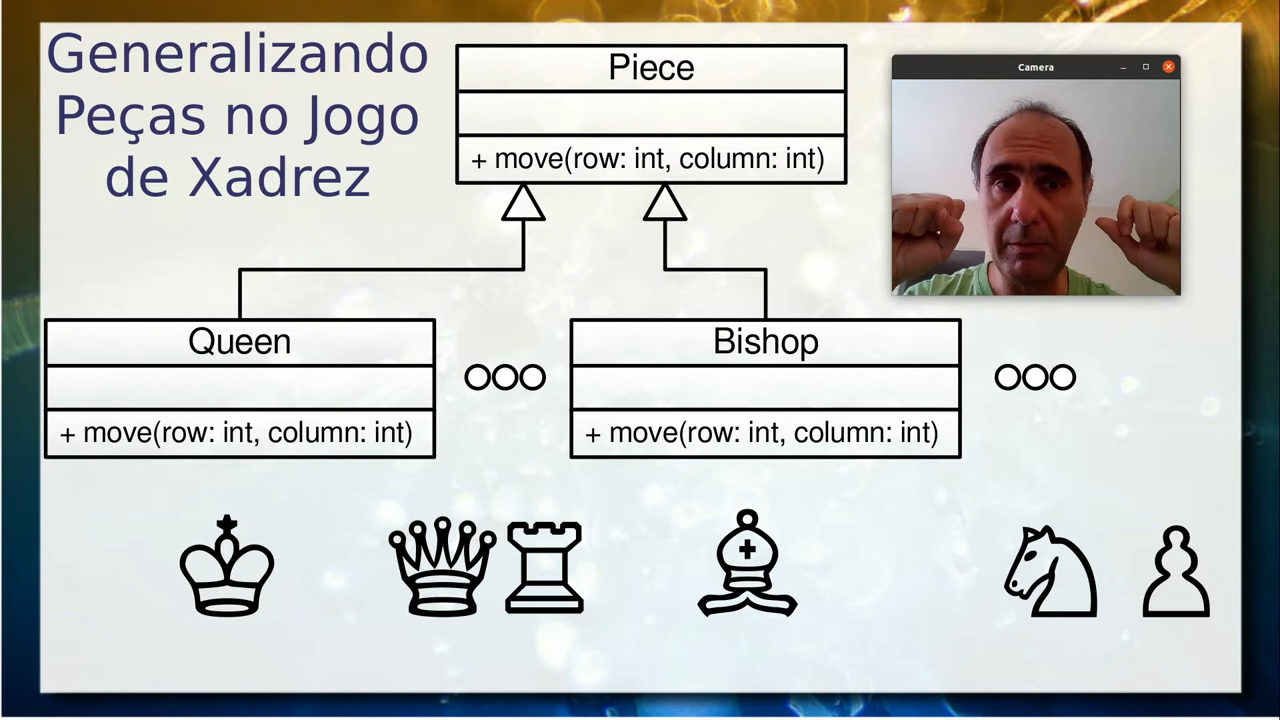 Generalizando
Peças no Jogo
de Xadrez
Piece
+ move(row: int, column: int)
Camera
Queen
+ move(row: int, column: int)
Bishop
+ move(row: int, column: int)